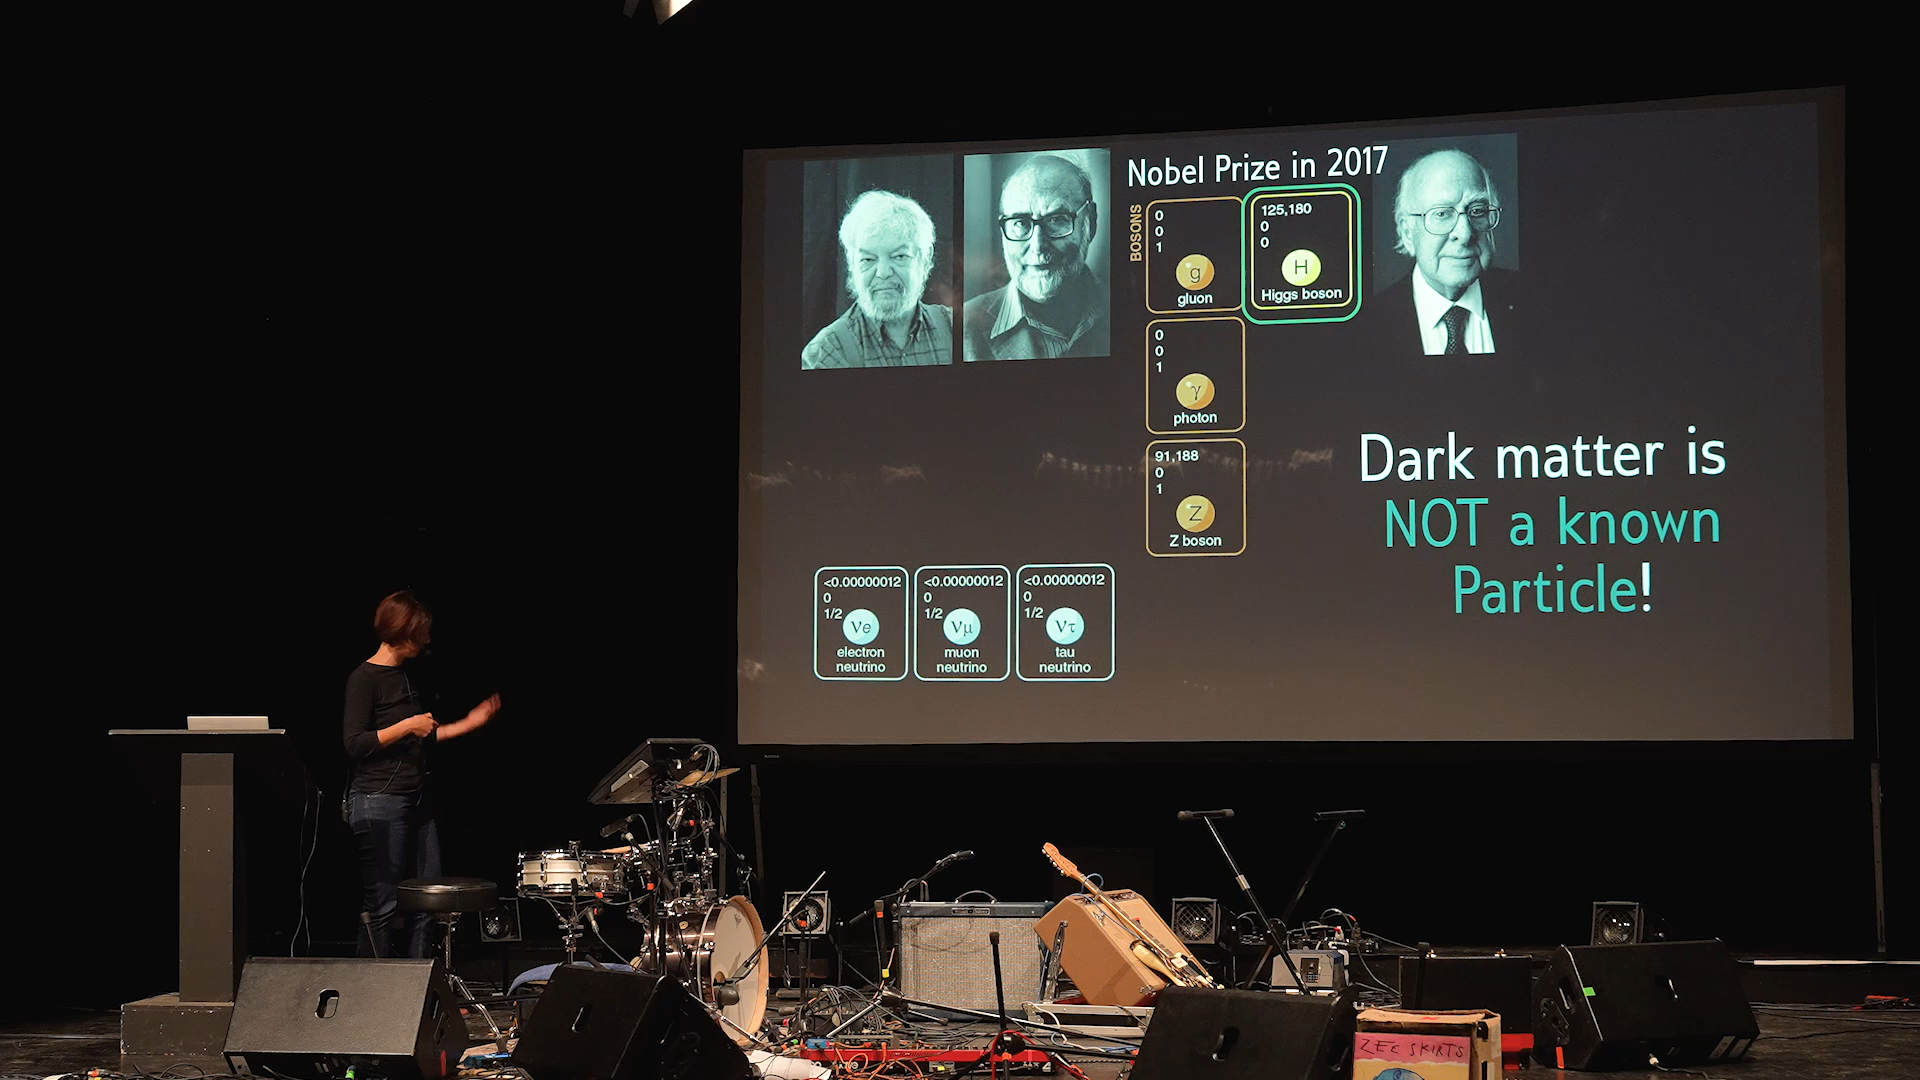 Nobel Prize in 2017
BOSONS
0
0
1
g
gluon
125,180
0
0
H
Higgs boson
0
0
1
γ
photon
91,188
0
1
Z
Z boson
Dark matter is
NOT a known
Particle!
<0.00000012
0
1/2
νe
electron
neutrino
<0.00000012
0
1/2
νμ
muon
neutrino
<0.00000012
0
1/2
ντ
tau
neutrino
ZEE SKIRTS